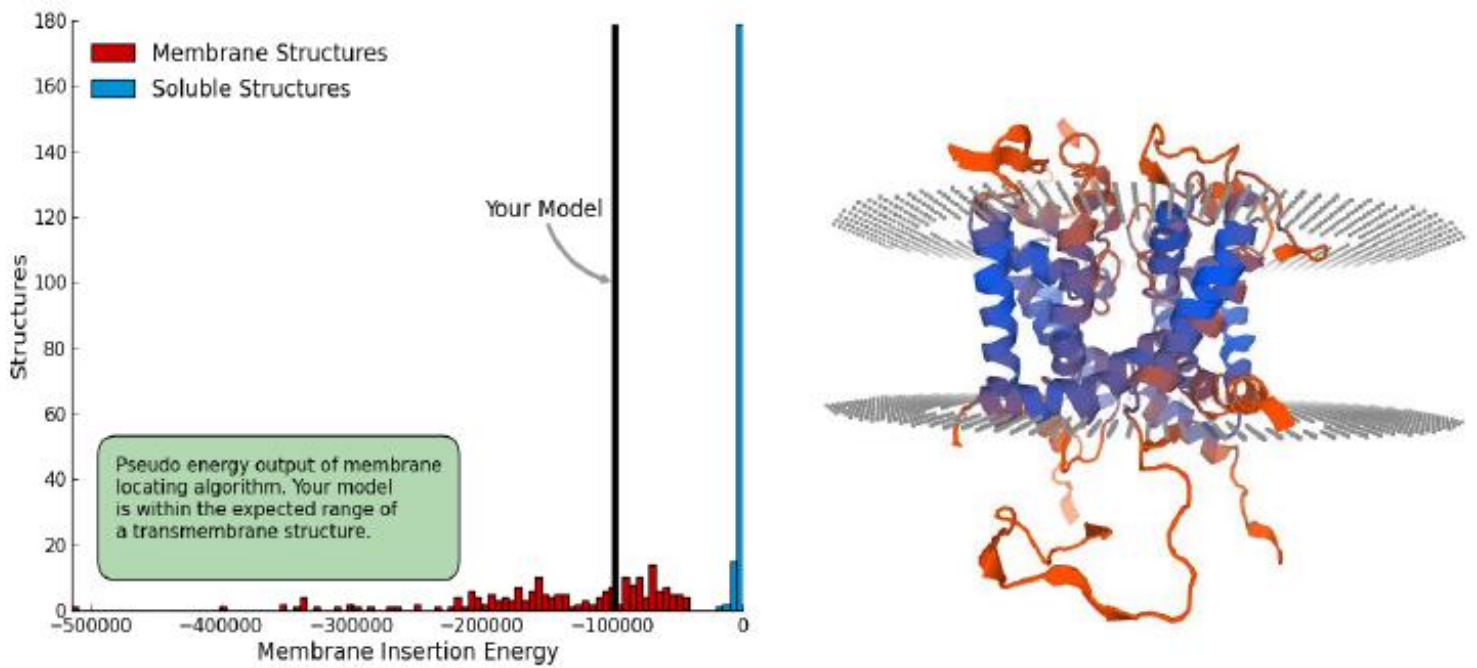 180
160
140
120
100
80
60
40
20
0
Structures
Membrane Structures
Soluble Structures
Your Model
Pseudo energy output of membrane
locating algorithm. Your model
is within the expected range of
a transmembrane structure.
−500000 −400000 −300000 −200000 −100000 0
Membrane Insertion Energy